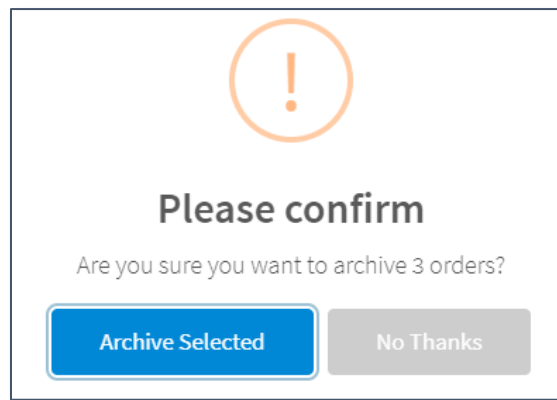 !
Please confirm
Are you sure you want to archive 3 orders?
Archive Selected
No Thanks